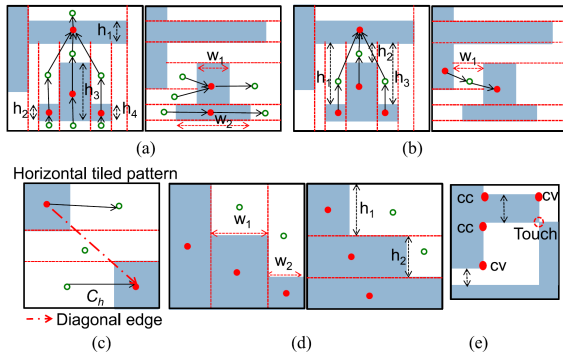 h1
h3
h2
h4
w1
w2
(a)
h1
h2
h3
w1
(b)
Horizontal tiled pattern
Ch
Diagonal edge
(c)
w1
w2
h1
h2
(d)
cc
cv
cc
Touch
cv
(e)